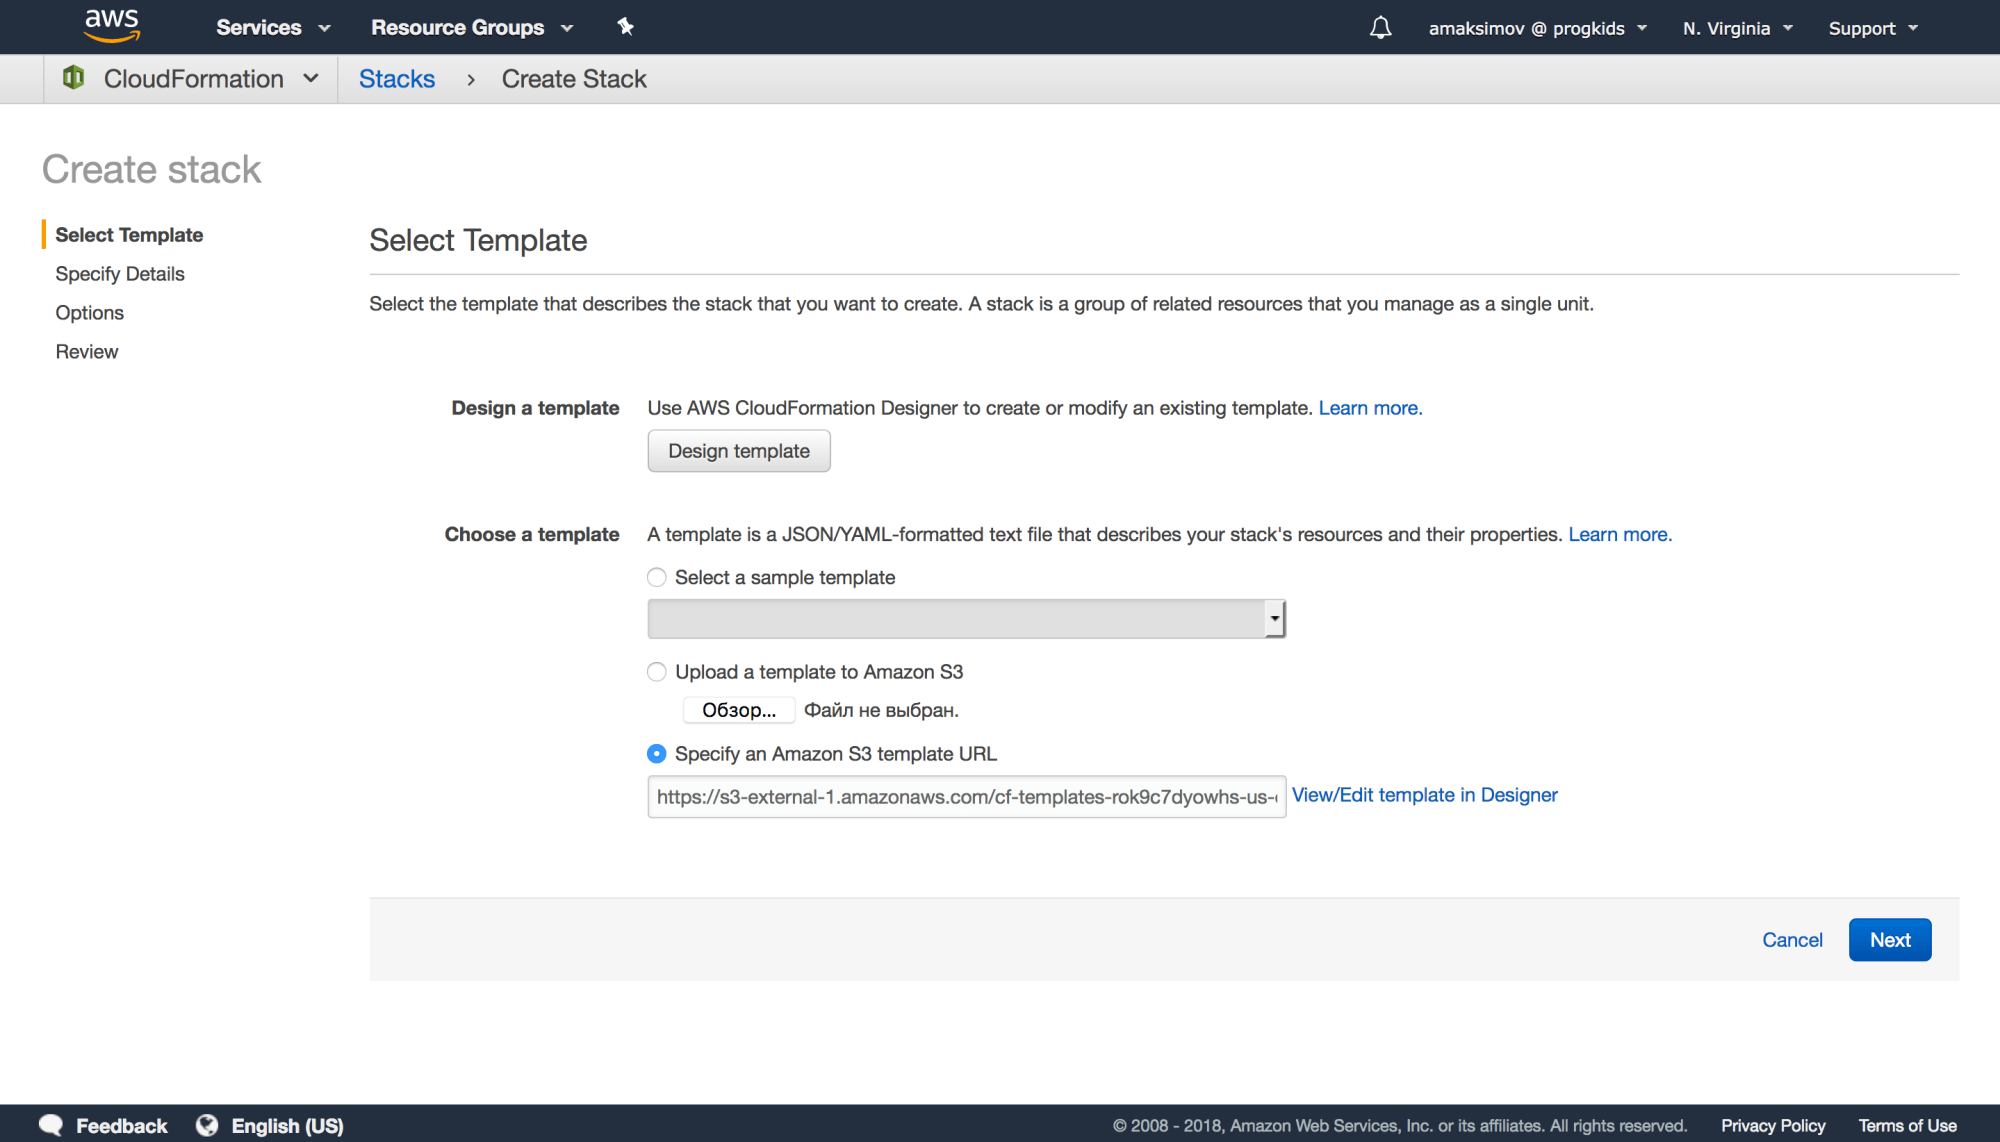 aws Services Resource Groups amaksimov @ progkids N. Virginia Support
CloudFormation Stacks › Create Stack
Create stack
Select Template
Specify Details
Options
Review
Select Template
Select the template that describes the stack that you want to create. A stack is a group of related resources that you manage as a single unit.
Design a template Use AWS CloudFormation Designer to create or modify an existing template. Learn more.
Design template
Choose a template A template is a JSON/YAML-formatted text file that describes your stack's resources and their properties. Learn more.
Select a sample template
Upload a template to Amazon S3
Обзор... Файл не выбран.
Specify an Amazon S3 template URL
https://s3-external-1.amazonaws.com/cf-templates-rok9c7dyowhs-us- View/Edit template in Designer
Cancel Next
Feedback English (US) © 2008 - 2018, Amazon Web Services, Inc. or its affiliates. All rights reserved. Privacy Policy Terms of Use